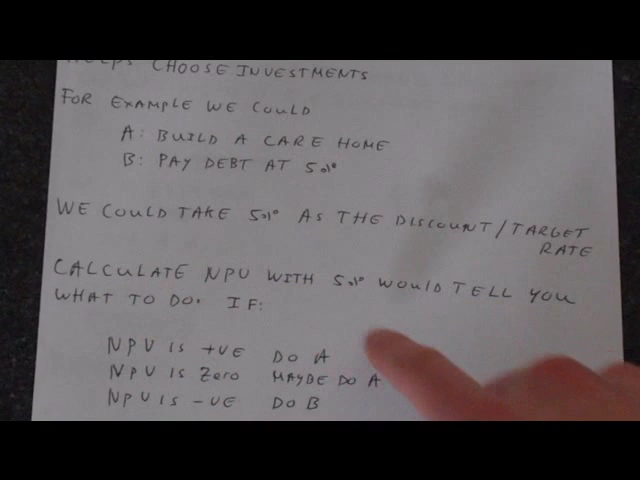 HELPS CHOOSE INVESTMENTS
FOR EXAMPLE WE COULD
A: BUILD A CARE HOME
B: PAY DEBT AT 5%
WE COULD TAKE 5% AS THE DISCOUNT/TARGET
RATE
CALCULATE NPV WITH 5% WOULD TELL YOU
WHAT TO DO. IF:
NPV IS +VE DO A
NPV IS Zero MAYBE DO A
NPV IS -VE DO B